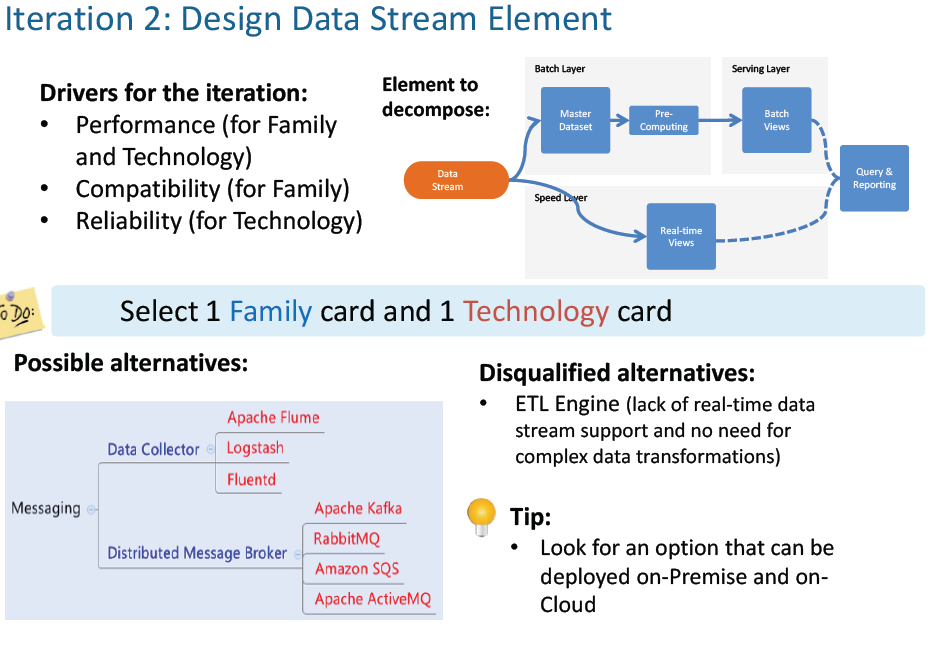 Iteration 2: Design Data Stream Element
Drivers for the iteration:
• Performance (for Family
and Technology)
• Compatibility (for Family)
• Reliability (for Technology)
Element to
decompose:
Batch Layer
Serving Layer
Master
Dataset
Pre-
Computing
Batch
Views
Data
Stream
Query &
Reporting
Speed Layer
Real-time
Views
To Do:
Select 1 Family card and 1 Technology card
Possible alternatives:
Apache Flume
Data Collector
Logstash
Fluentd
Messaging
Apache Kafka
RabbitMQ
Distributed Message Broker
Amazon SQS
Apache ActiveMQ
Disqualified alternatives:
• ETL Engine (lack of real-time data
stream support and no need for
complex data transformations)
Tip:
• Look for an option that can be
deployed on-Premise and on-
Cloud